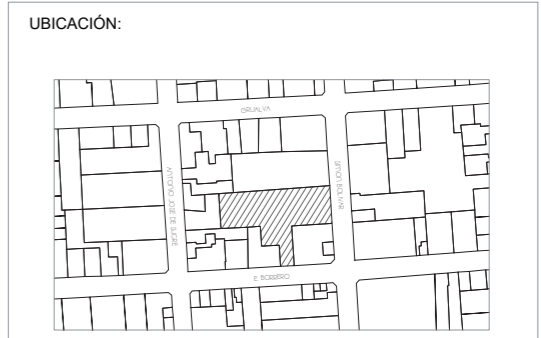 UBICACIÓN:
GRIJALVA
ANTONIO JOSE DE SUCRE
SIMON BOLIVAR
E. BORRERO